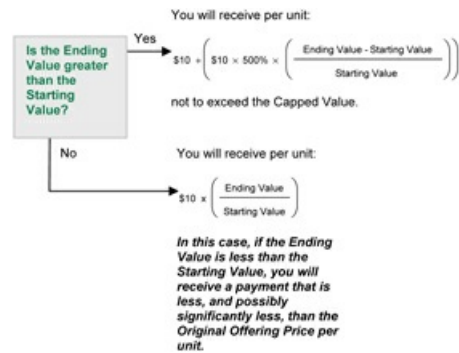 You will receive per unit:
Is the Ending
Value greater
than the
Starting
Value?
Yes
$10 + ( $10 × 500% × ( Ending Value - Starting Value
Starting Value ))
not to exceed the Capped Value.
No
You will receive per unit:
$10 x ( Ending Value
Starting Value )
In this case, if the Ending
Value is less than the
Starting Value, you will
receive a payment that is
less, and possibly
significantly less, than the
Original Offering Price per
unit.